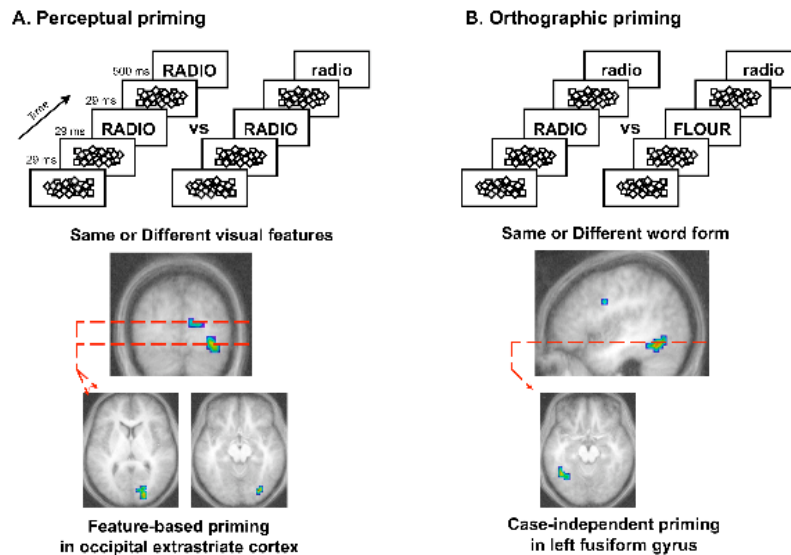 A. Perceptual priming
500 ms
RADIO
radio
29 ms
Time
29 ms
RADIO
vs
RADIO
29 ms
Same or Different visual features
Feature-based priming
in occipital extrastriate cortex
B. Orthographic priming
radio
radio
RADIO
vs
FLOUR
Same or Different word form
Case-independent priming
in left fusiform gyrus